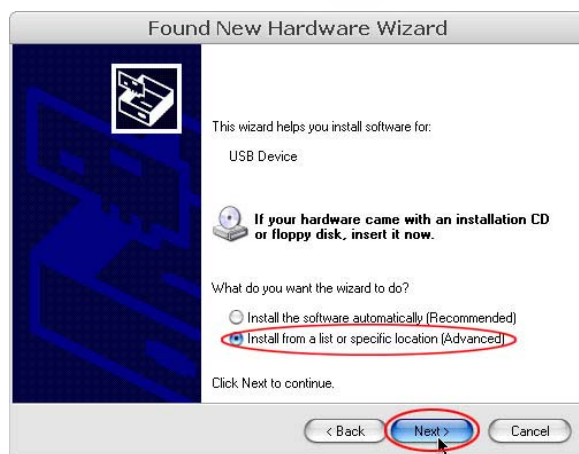 Found New Hardware Wizard
This wizard helps you install software for:
USB Device
If your hardware came with an installation CD
or floppy disk, insert it now.
What do you want the wizard to do?
Install the software automatically (Recommended)
Install from a list or specific location (Advanced)
Click Next to continue.
< Back
Next >
Cancel